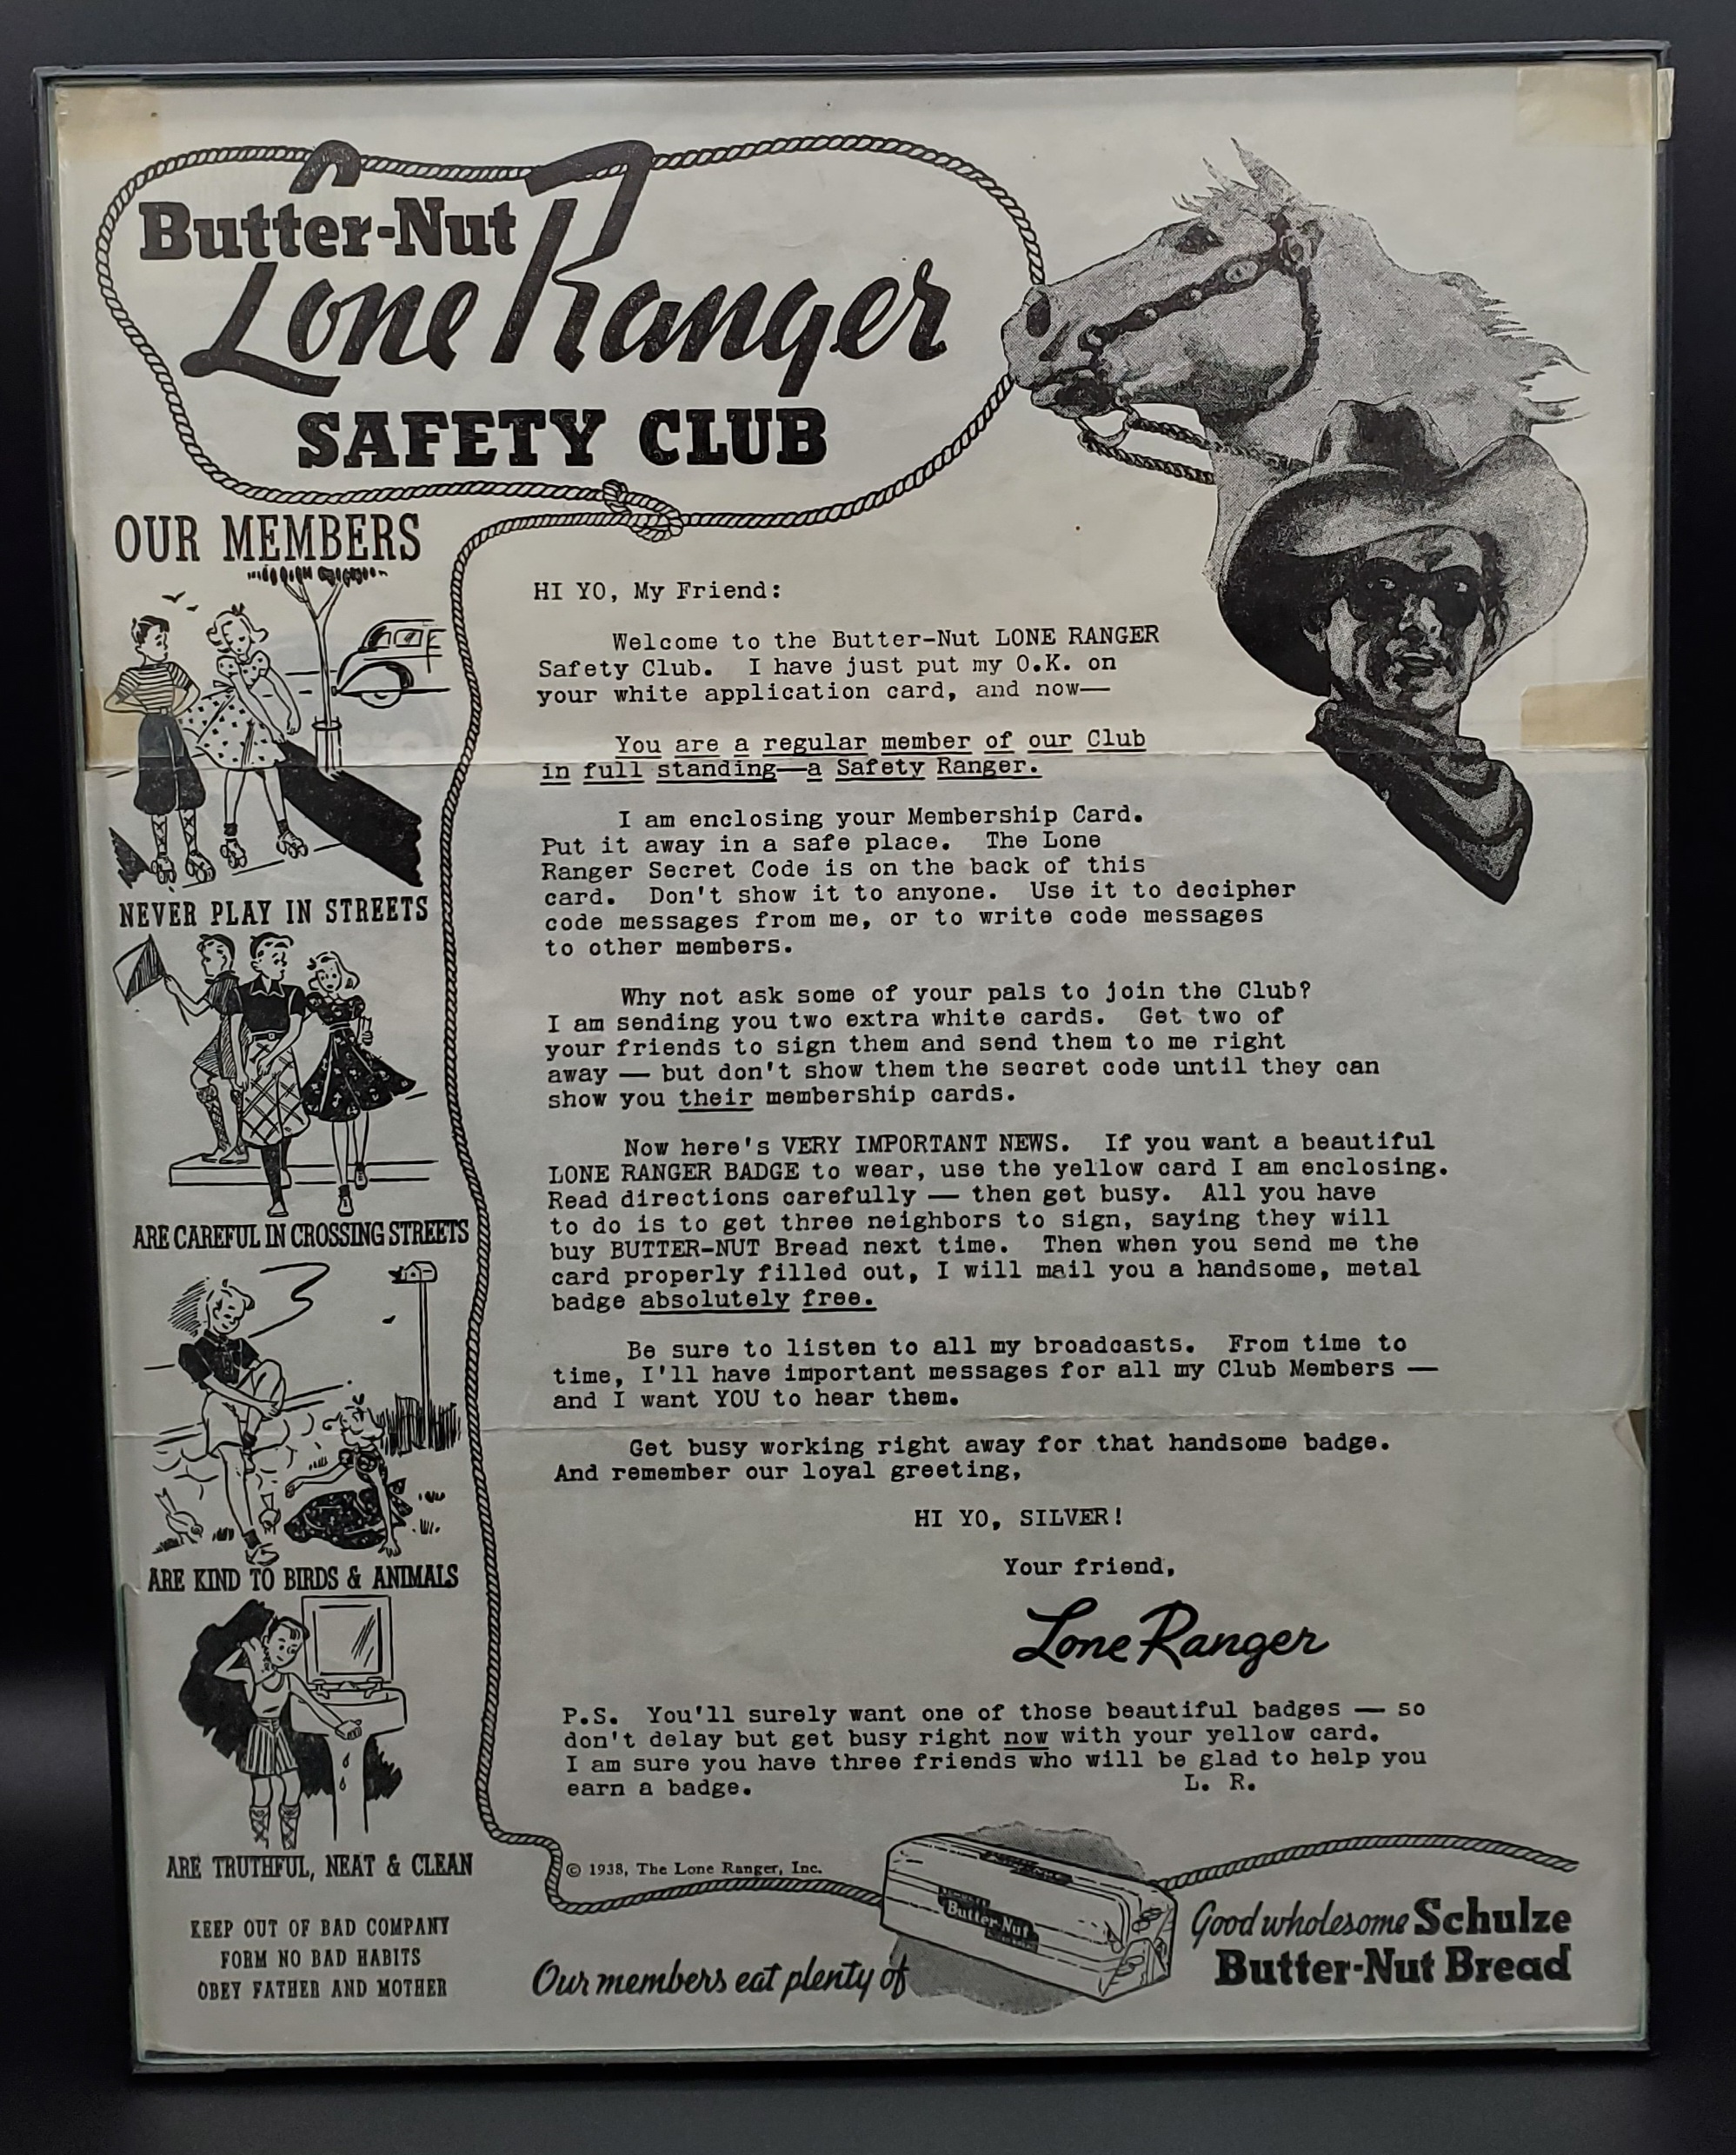 Butter-Nut
Lone Ranger
SAFETY CLUB
OUR MEMBERS
NEVER PLAY IN STREETS
ARE CAREFUL IN CROSSING STREETS
ARE KIND TO BIRDS & ANIMALS
ARE TRUTHFUL, NEAT & CLEAN
KEEP OUT OF BAD COMPANY
FORM NO BAD HABITS
OBEY FATHER AND MOTHER
HI YO, My Friend:
Welcome to the Butter-Nut LONE RANGER
Safety Club. I have just put my O.K. on
your white application card, and now—
You are a regular member of our Club
in full standing—a Safety Ranger.
I am enclosing your Membership Card.
Put it away in a safe place. The Lone
Ranger Secret Code is on the back of this
card. Don't show it to anyone. Use it to decipher
code messages from me, or to write code messages
to other members.
Why not ask some of your pals to join the Club?
I am sending you two extra white cards. Get two of
your friends to sign them and send them to me right
away — but don't show them the secret code until they can
show you their membership cards.
Now here's VERY IMPORTANT NEWS. If you want a beautiful
LONE RANGER BADGE to wear, use the yellow card I am enclosing.
Read directions carefully — then get busy. All you have
to do is to get three neighbors to sign, saying they will
buy BUTTER-NUT Bread next time. Then when you send me the
card properly filled out, I will mail you a handsome, metal
badge absolutely free.
Be sure to listen to all my broadcasts. From time to
time, I'll have important messages for all my Club Members —
and I want YOU to hear them.
Get busy working right away for that handsome badge.
And remember our loyal greeting,
HI YO, SILVER!
Your friend,
Lone Ranger
P.S. You'll surely want one of those beautiful badges — so
don't delay but get busy right now with your yellow card.
I am sure you have three friends who will be glad to help you
earn a badge. L. R.
© 1938, The Lone Ranger, Inc.
Butter-Nut
Our members eat plenty of
Good wholesome Schulze
Butter-Nut Bread